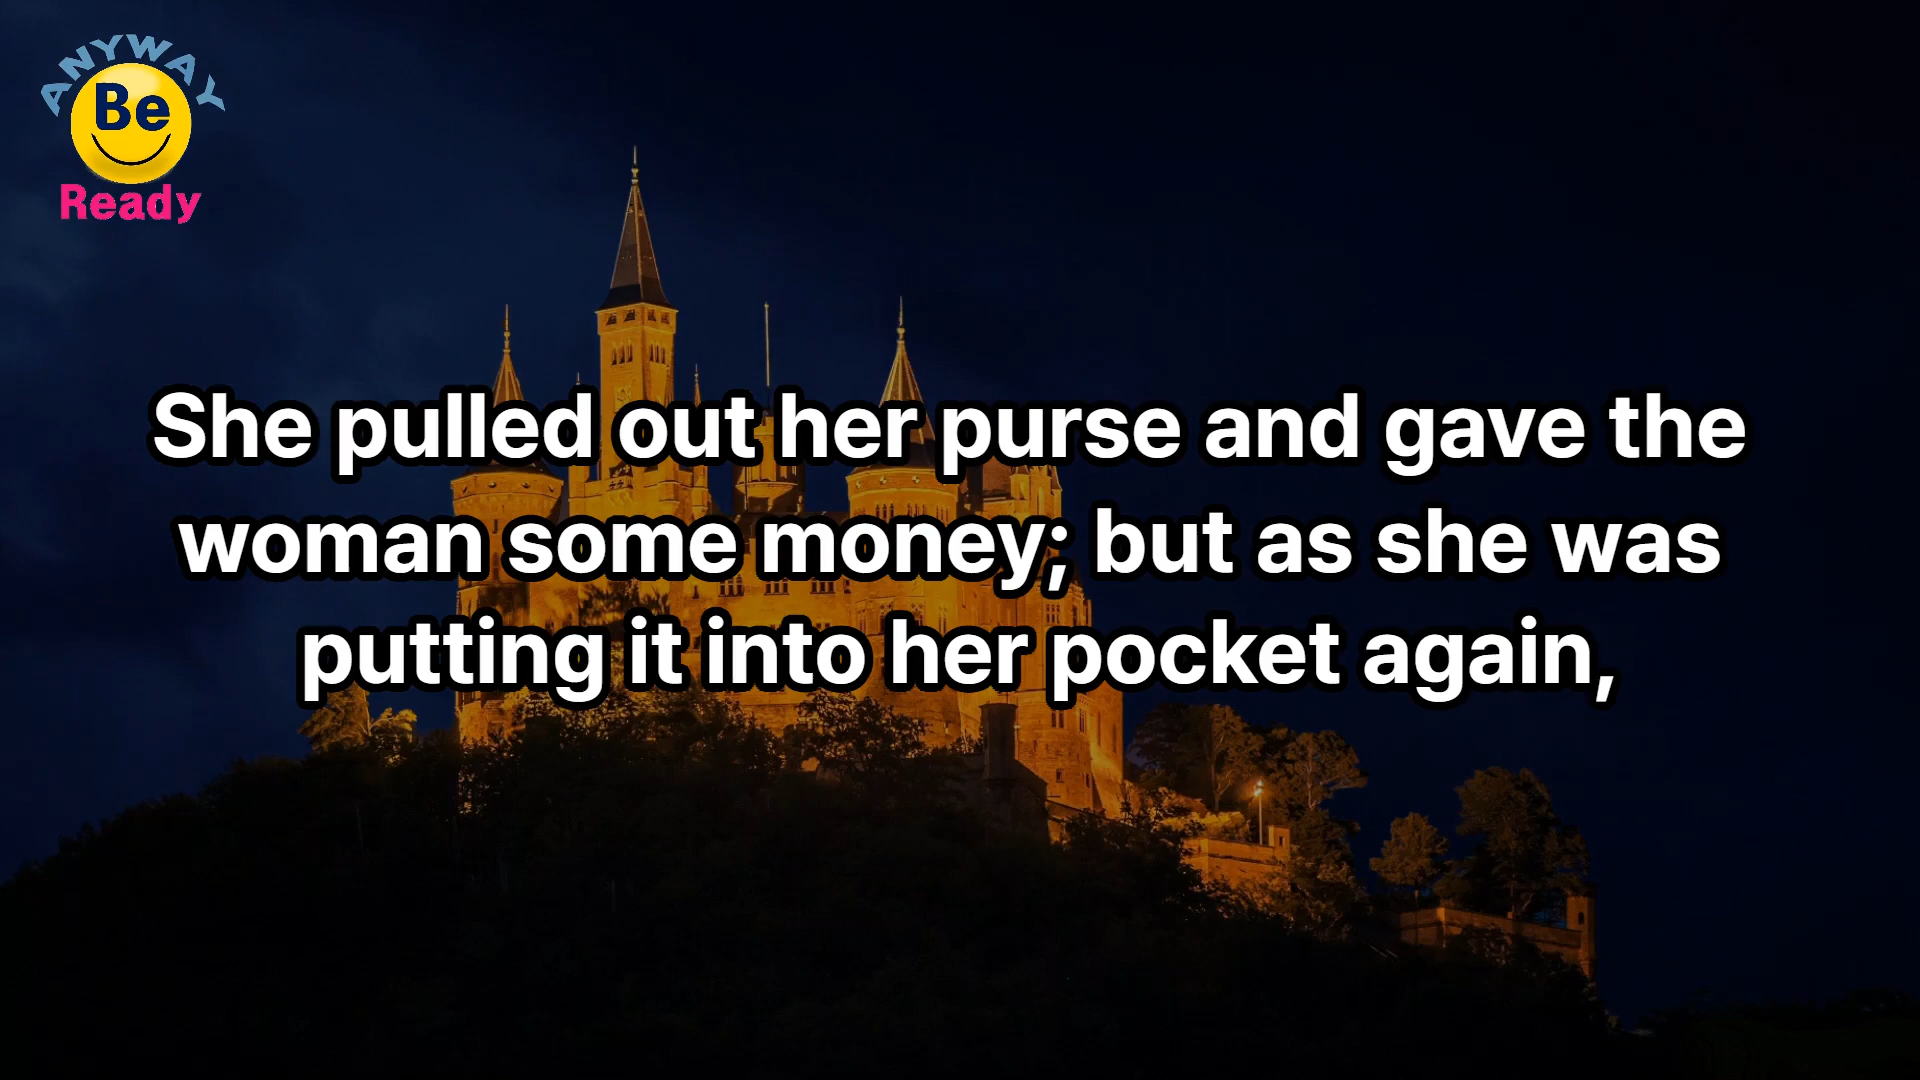 ANYWAY
Be
Ready
She pulled out her purse and gave the
woman some money; but as she was
putting it into her pocket again,